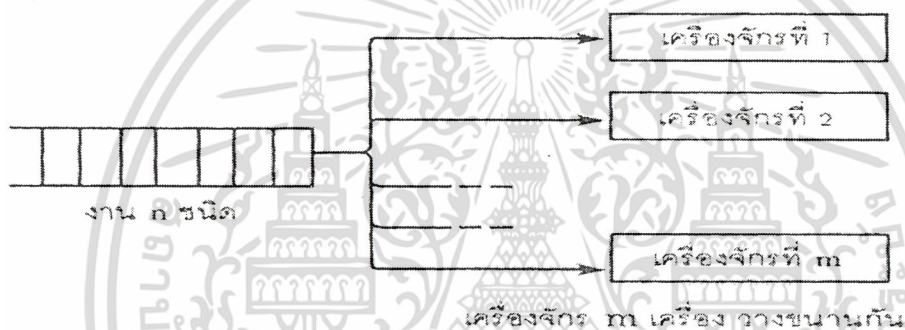 เครื่องจักรที่ 1
เครื่องจักรที่ 2
งาน n ชนิด
เครื่องจักรที่ m
เครื่องจักร m เครื่อง วางขนานกัน